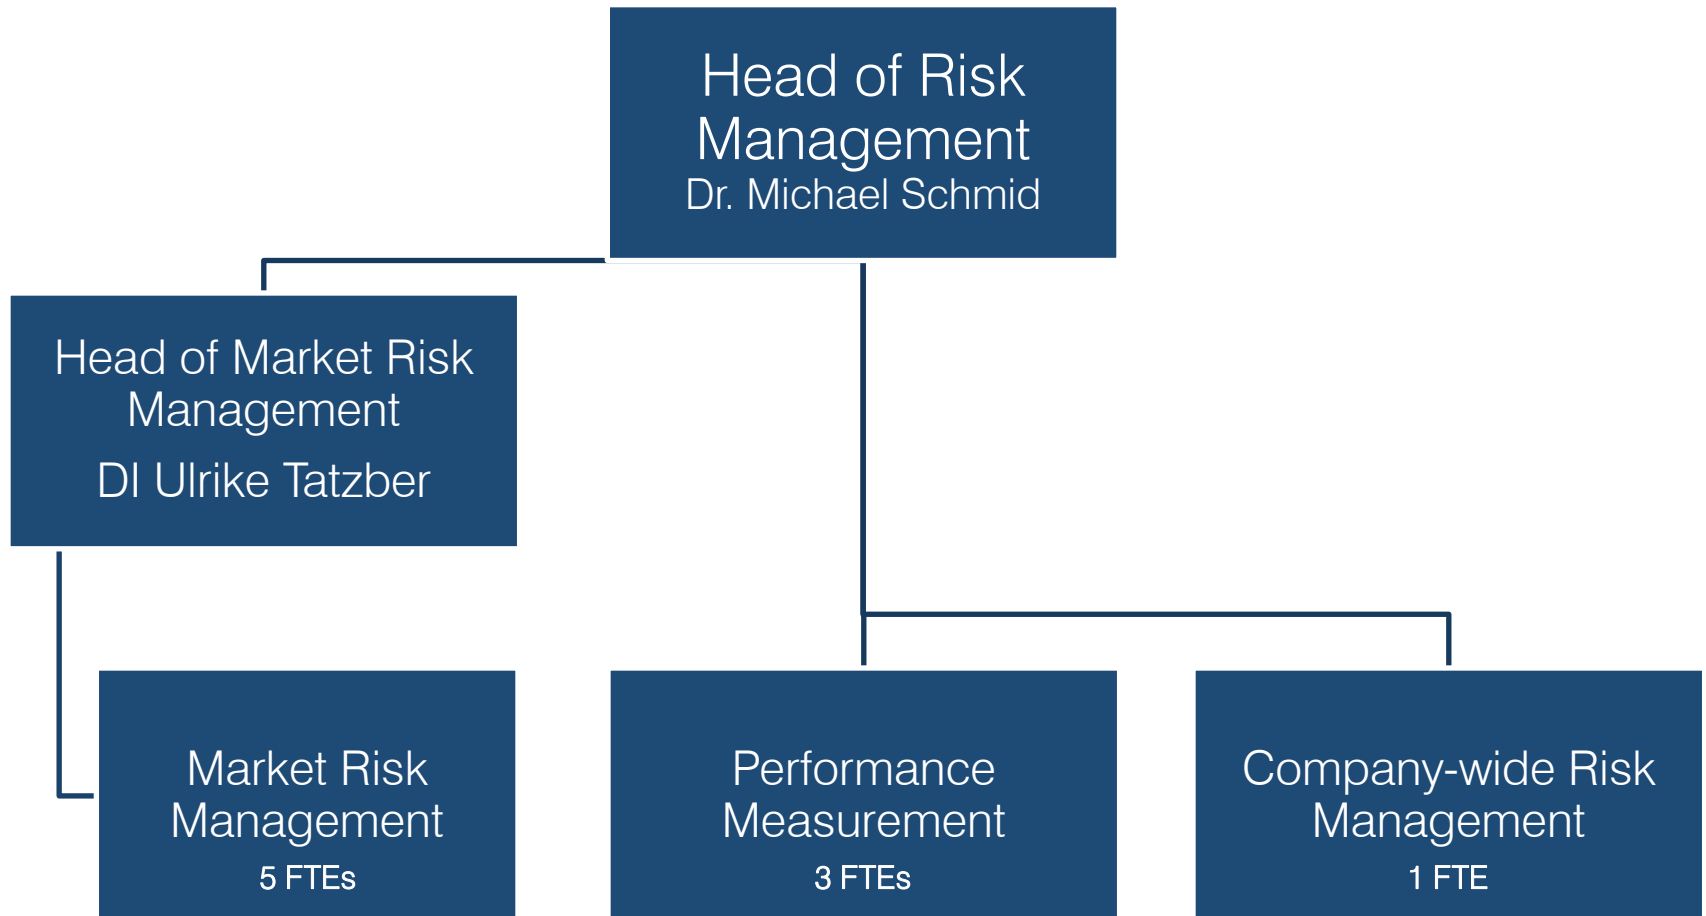 Head of Risk
Management
Dr. Michael Schmid
Head of Market Risk
Management
DI Ulrike Tatzber
Market Risk
Management
5 FTEs
Performance
Measurement
3 FTEs
Company-wide Risk
Management
1 FTE